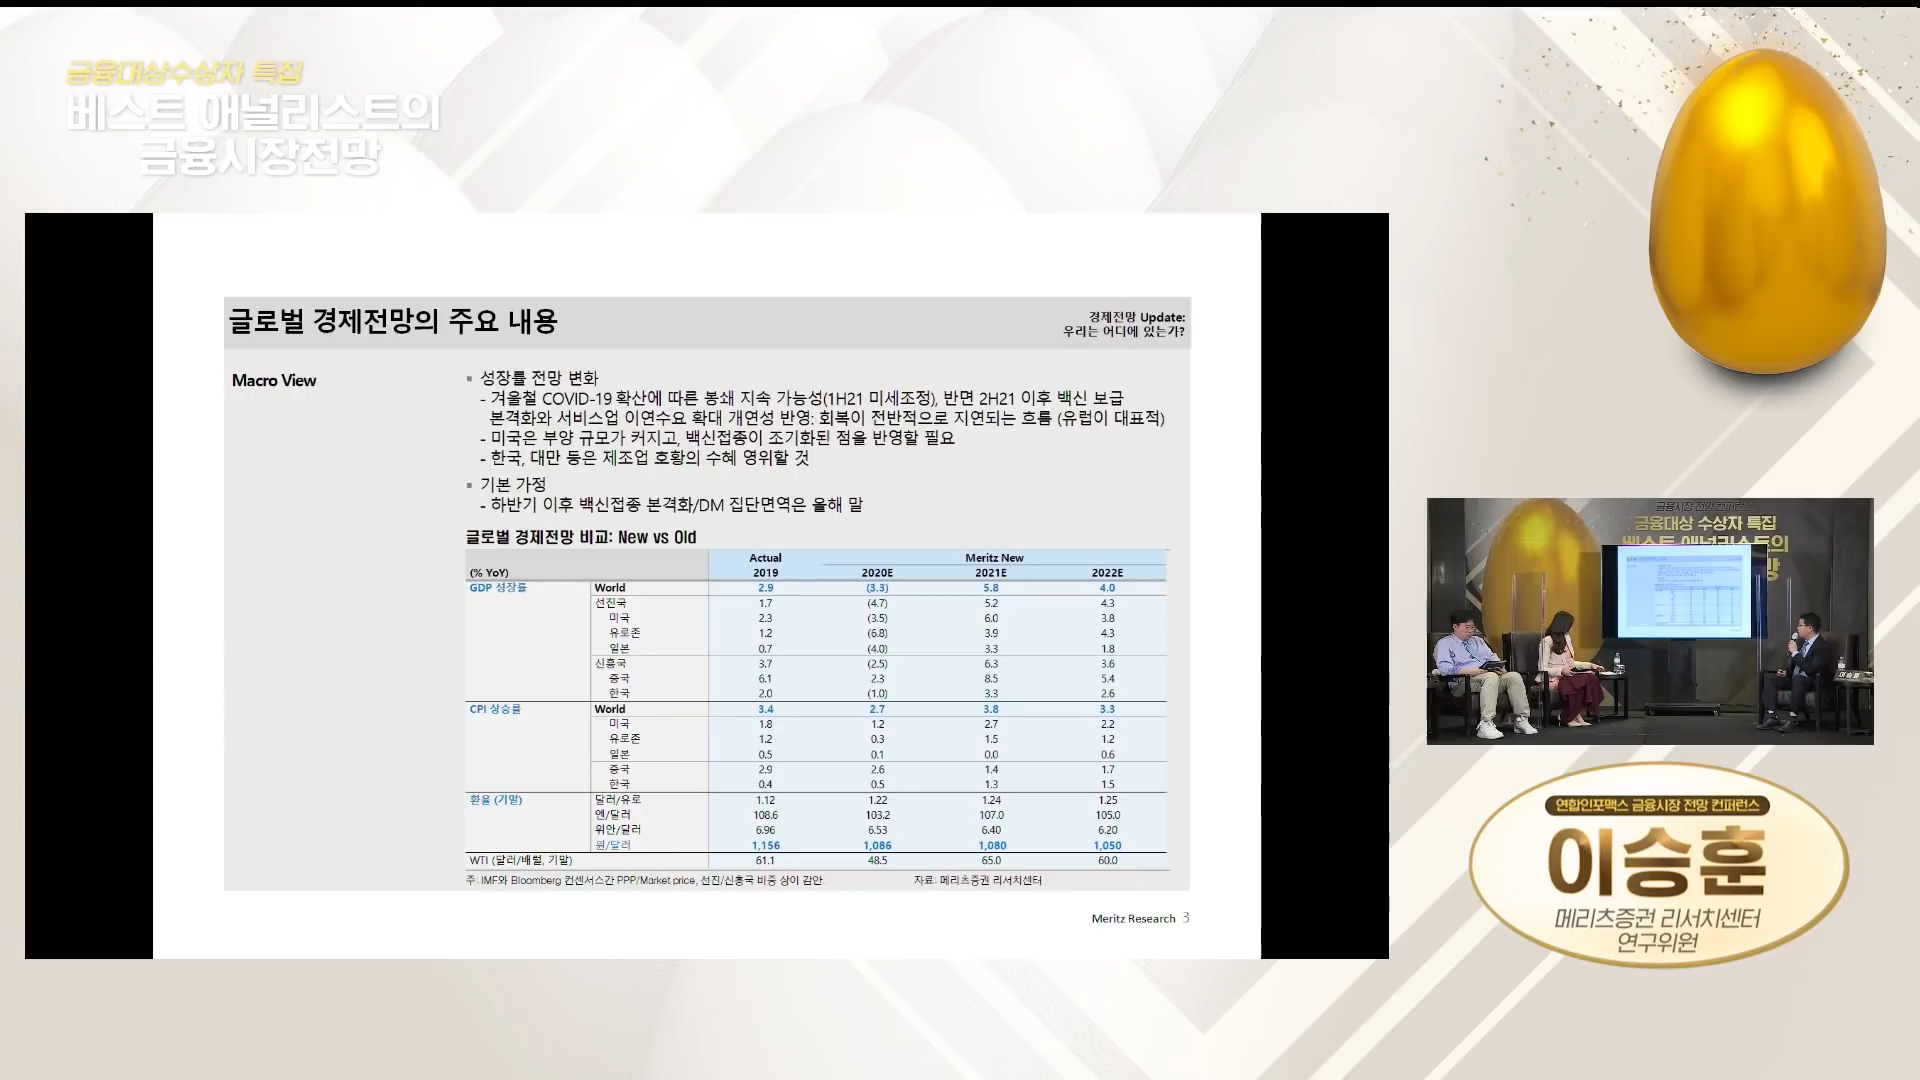 금융대상수상자 특집
베스트 애널리스트의
금융시장전망
글로벌 경제전망의 주요 내용
경제전망 Update:
우리는 어디에 있는가?
Macro View
▪ 성장률 전망 변화
- 겨울철 COVID-19 확산에 따른 봉쇄 지속 가능성(1H21 미세조정), 반면 2H21 이후 백신 보급
본격화와 서비스업 이연수요 확대 개연성 반영: 회복이 전반적으로 지연되는 흐름 (유럽이 대표적)
- 미국은 부양 규모가 커지고, 백신접종이 조기화된 점을 반영할 필요
- 한국, 대만 등은 제조업 호황의 수혜 영위할 것
▪ 기본 가정
- 하반기 이후 백신접종 본격화/DM 집단면역은 올해 말
글로벌 경제전망 비교: New vs Old
Actual Meritz New
(% YoY) 2019 2020E 2021E 2022E
GDP 성장률 World 2.9 (3.3) 5.8 4.0
선진국 1.7 (4.7) 5.2 4.3
미국 2.3 (3.5) 6.0 3.8
유로존 1.2 (6.8) 3.9 4.3
일본 0.7 (4.0) 3.3 1.8
신흥국 3.7 (2.5) 6.3 3.6
중국 6.1 2.3 8.5 5.4
한국 2.0 (1.0) 3.3 2.6
CPI 상승률 World 3.4 2.7 3.8 3.3
미국 1.8 1.2 2.7 2.2
유로존 1.2 0.3 1.5 1.2
일본 0.5 0.1 0.0 0.6
중국 2.9 2.6 1.4 1.7
한국 0.4 0.5 1.3 1.5
환율 (기말) 달러/유로 1.12 1.22 1.24 1.25
엔/달러 108.6 103.2 107.0 105.0
위안/달러 6.96 6.53 6.40 6.20
원/달러 1,156 1,086 1,080 1,050
WTI (달러/배럴, 기말) 61.1 48.5 65.0 60.0
주: IMF와 Bloomberg 컨센서스간 PPP/Market price, 선진/신흥국 비중 상이 감안 자료: 메리츠증권 리서치센터
Meritz Research 3
금융시장 전망 컨퍼런스
금융대상 수상자 특집
이승훈
연합인포맥스 금융시장 전망 컨퍼런스
이승훈
메리츠증권 리서치센터
연구위원